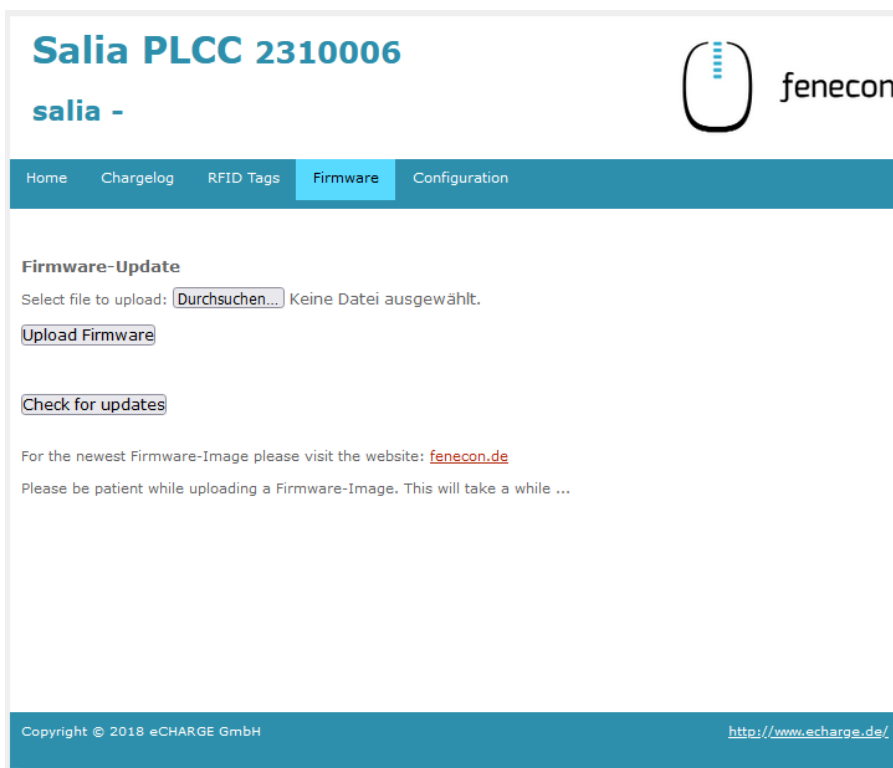 Salia PLCC 2310006
salia -
fenecon
Home Chargelog RFID Tags Firmware Configuration
Firmware-Update
Select file to upload: Durchsuchen... Keine Datei ausgewählt.
Upload Firmware
Check for updates
For the newest Firmware-Image please visit the website: fenecon.de
Please be patient while uploading a Firmware-Image. This will take a while ...
Copyright © 2018 eCHARGE GmbH http://www.echarge.de/